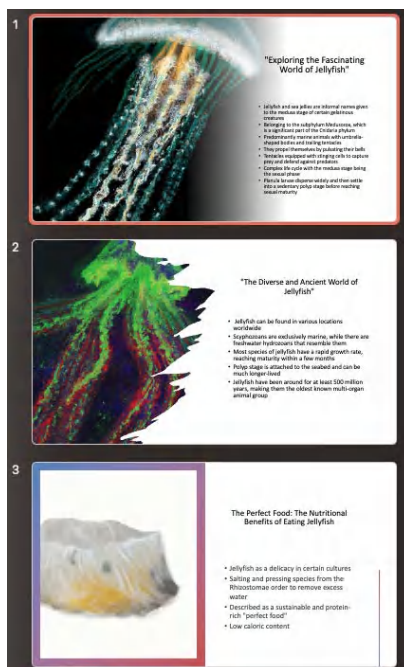 1
"Exploring the Fascinating
World of Jellyfish"
• Jellyfish and sea jellies are informal names given
to the medusa stage of certain gelatinous
creatures
• Belonging to the subphylum Medusozoa, which
is a significant part of the Cnidaria phylum
• Predominantly marine animals with umbrella-
shaped bodies and trailing tentacles
• They propel themselves by pulsating their bells
• Tentacles equipped with stinging cells to capture
prey and defend against predators
• Complex life cycle with the medusa stage being
the sexual phase
• Planula larvae disperse widely and then settle
into a sedentary polyp stage before reaching
sexual maturity
2
"The Diverse and Ancient World of
Jellyfish"
• Jellyfish can be found in various locations
worldwide
• Scyphozoans are exclusively marine, while there are
freshwater hydrozoans that resemble them
• Most species of jellyfish have a rapid growth rate,
reaching maturity within a few months
• Polyp stage is attached to the seabed and can be
much longer-lived
• Jellyfish have been around for at least 500 million
years, making them the oldest known multi-organ
animal group
3
The Perfect Food: The Nutritional
Benefits of Eating Jellyfish
• Jellyfish as a delicacy in certain cultures
• Salting and pressing species from the
Rhizostomae order to remove excess
water
• Described as a sustainable and protein-
rich "perfect food"
• Low caloric content